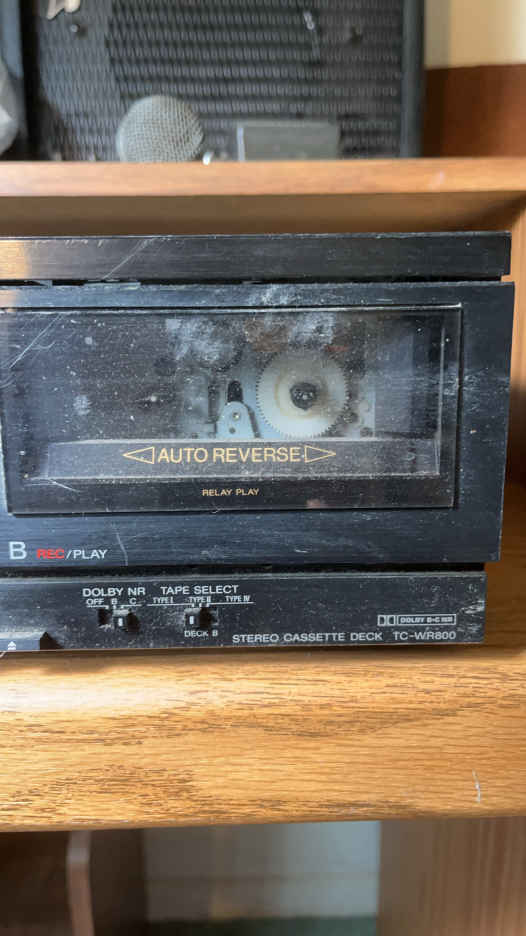 AUTO REVERSE
RELAY PLAY
B REC/PLAY
DOLBY NR TAPE SELECT
OFF B C TYPE I TYPE II TYPE IV
DECK B
DOLBY B-C NR
STEREO CASSETTE DECK TC-WR800